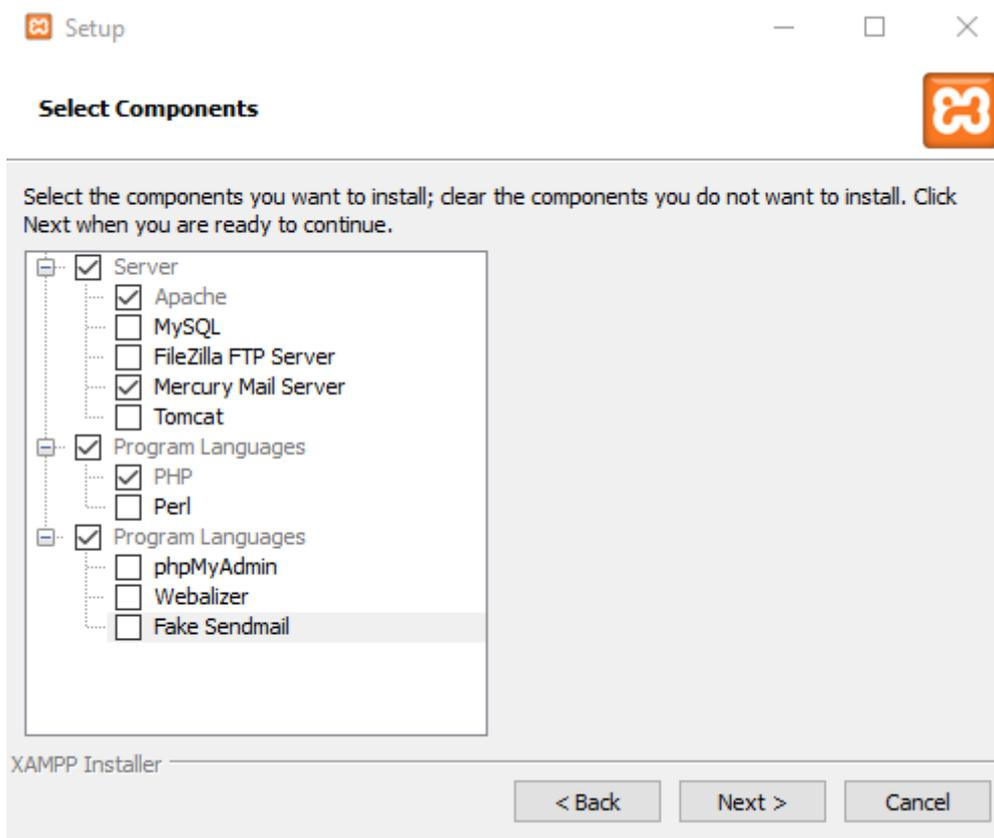 Setup
Select Components
Select the components you want to install; clear the components you do not want to install. Click
Next when you are ready to continue.
Server
Apache
MySQL
FileZilla FTP Server
Mercury Mail Server
Tomcat
Program Languages
PHP
Perl
Program Languages
phpMyAdmin
Webalizer
Fake Sendmail
XAMPP Installer
< Back
Next >
Cancel